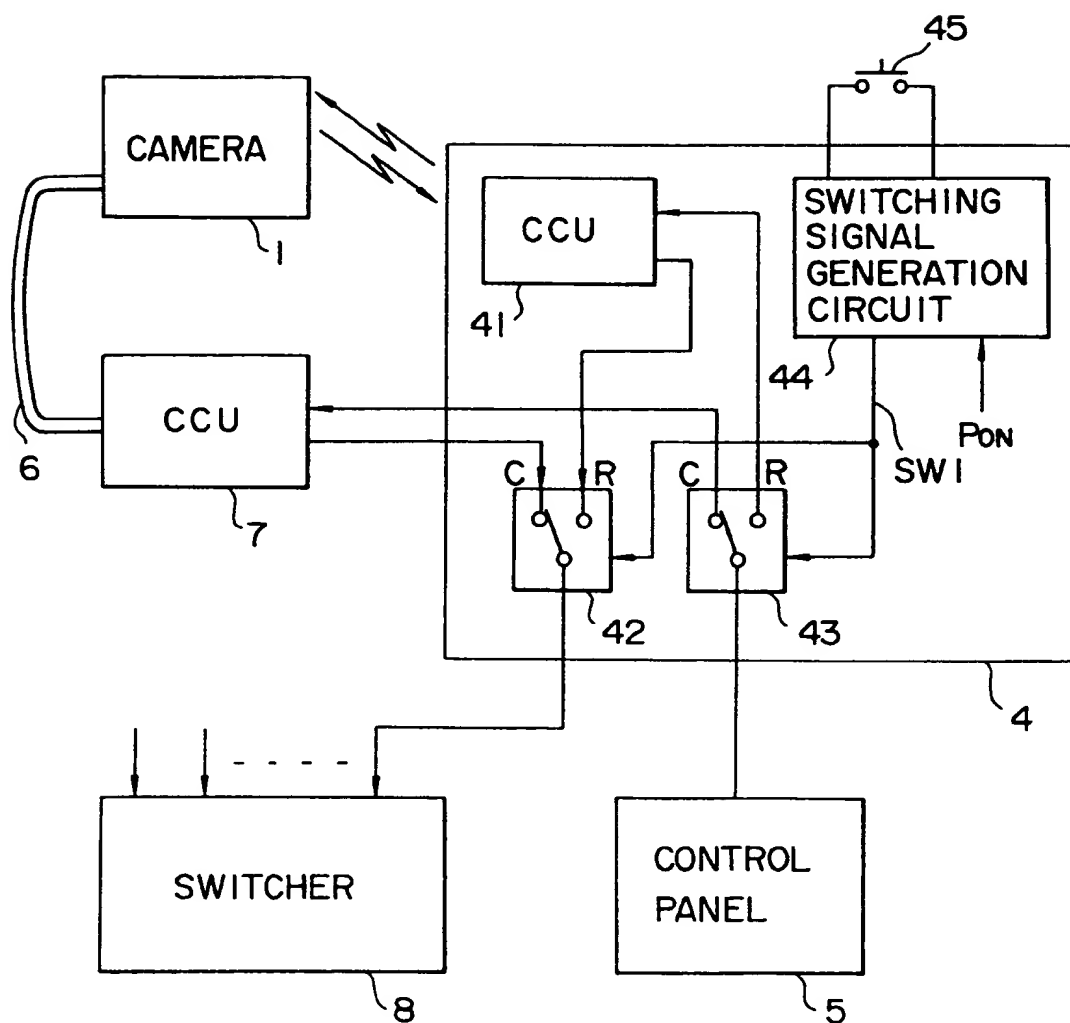 45
CAMERA
1
SWITCHING
SIGNAL
GENERATION
CIRCUIT
CCU
41
44
PON
SW1
CCU
6
7
C
R
C
R
42
43
4
SWITCHER
8
CONTROL
PANEL
5